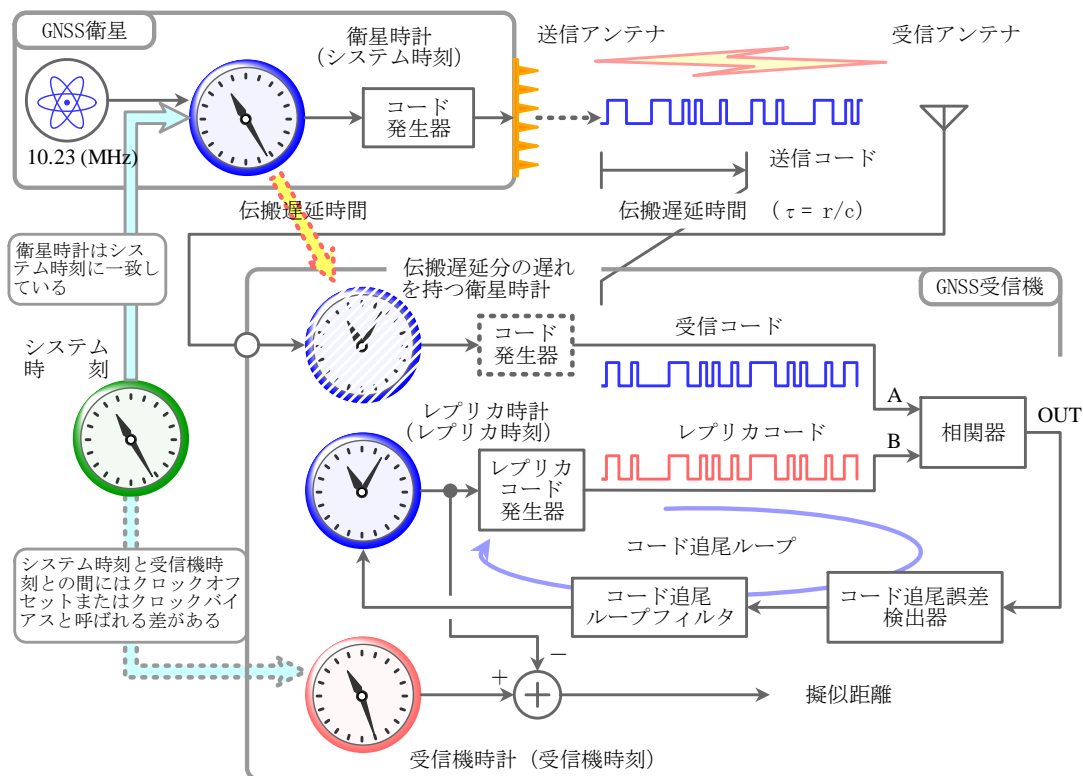 GNSS衛星
衛星時計
(システム時刻)
送信アンテナ
受信アンテナ
コード
発生器
10.23 (MHz)
送信コード
伝搬遅延時間
伝搬遅延時間 (τ = r/c)
衛星時計はシス
テム時刻に一致し
ている
伝搬遅延分の遅れ
を持つ衛星時計
GNSS受信機
システム
時　　刻
コード
発生器
受信コード
A
レプリカ時計
(レプリカ時刻)
レプリカコード
B
相関器
OUT
レプリカ
コード
発生器
コード追尾ループ
システム時刻と受信機時
刻との間にはクロックオフ
セットまたはクロックバイ
アスと呼ばれる差がある
コード追尾
ループフィルタ
コード追尾誤差
検出器
−
+
擬似距離
受信機時計 (受信機時刻)